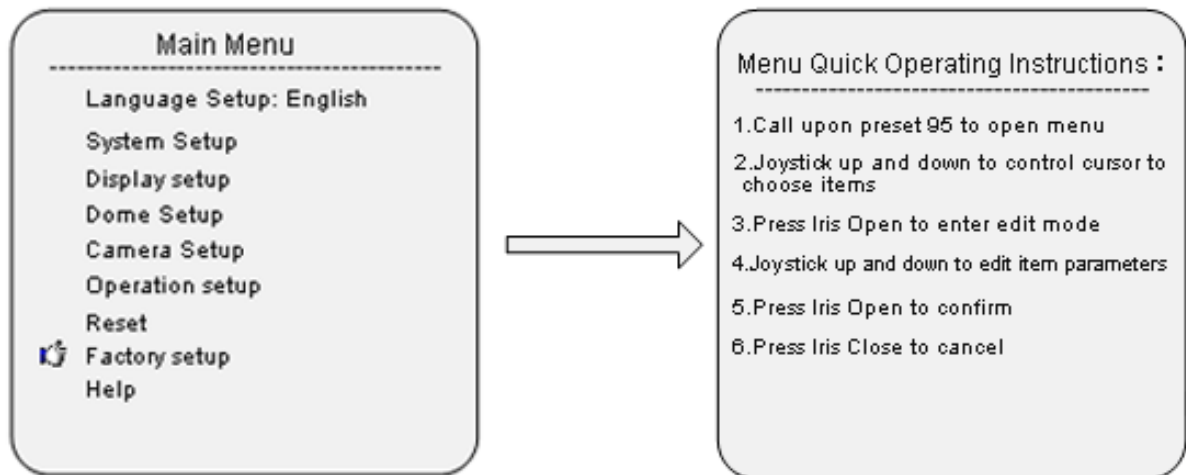 Main Menu
Language Setup: English
System Setup
Display setup
Dome Setup
Camera Setup
Operation setup
Reset
Factory setup
Help
Menu Quick Operating Instructions :
1.Call upon preset 95 to open menu
2.Joystick up and down to control cursor to
choose items
3.Press Iris Open to enter edit mode
4.Joystick up and down to edit item parameters
5.Press Iris Open to confirm
6.Press Iris Close to cancel